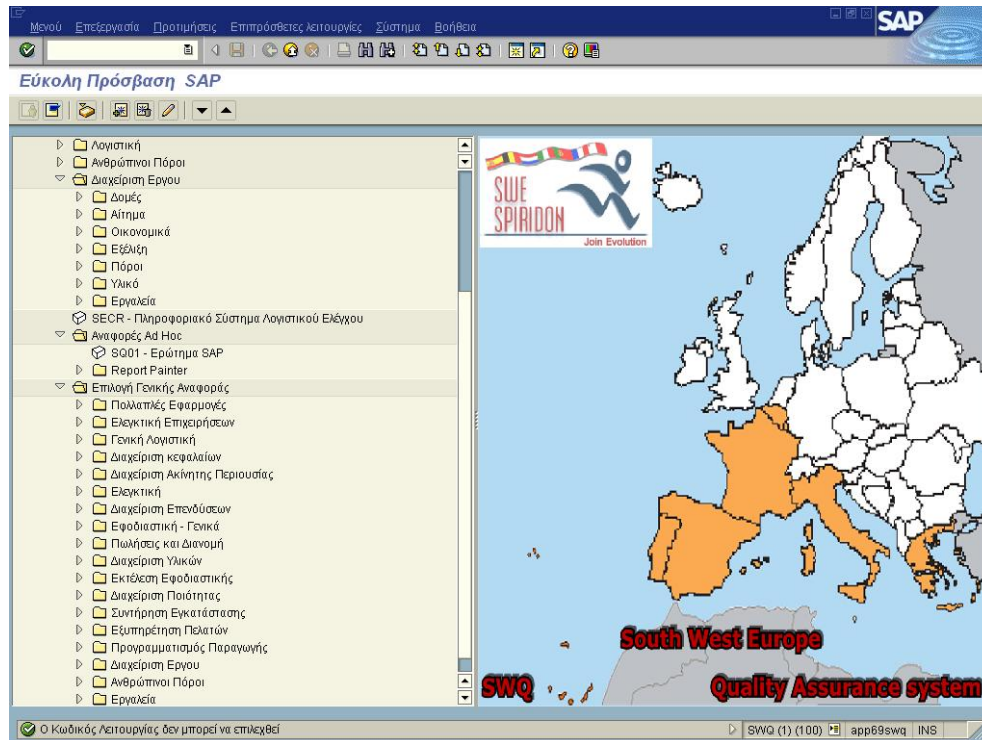 SAP
Μενού Επεξεργασία Προτιμήσεις Επιπρόσθετες λειτουργίες Σύστημα Βοήθεια
Εύκολη Πρόσβαση SAP
Λογιστική
Ανθρώπινοι Πόροι
Διαχείριση Εργου
Δομές
Αίτημα
Οικονομικά
Εξέλιξη
Πόροι
Υλικό
Εργαλεία
SECR - Πληροφοριακό Σύστημα Λογιστικού Ελέγχου
Αναφορές Ad Hoc
SQ01 - Ερώτημα SAP
Report Painter
Επιλογή Γενικής Αναφοράς
Πολλαπλές Εφαρμογές
Ελεγκτική Επιχειρήσεων
Γενική Λογιστική
Διαχείριση κεφαλαίων
Διαχείριση Ακίνητης Περιουσίας
Ελεγκτική
Διαχείριση Επενδύσεων
Εφοδιαστική - Γενικά
Πωλήσεις και Διανομή
Διαχείριση Υλικών
Εκτέλεση Εφοδιαστικής
Διαχείριση Ποιότητας
Συντήρηση Εγκατάστασης
Εξυπηρέτηση Πελατών
Προγραμματισμός Παραγωγής
Διαχείριση Εργου
Ανθρώπινοι Πόροι
Εργαλεία
SWE
SPIRIDON
Join Evolution
South West Europe
SWQ Quality Assurance system
Ο Κωδικός Λειτουργίας δεν μπορεί να επιλεχθεί
SWQ (1) (100) app69swq INS